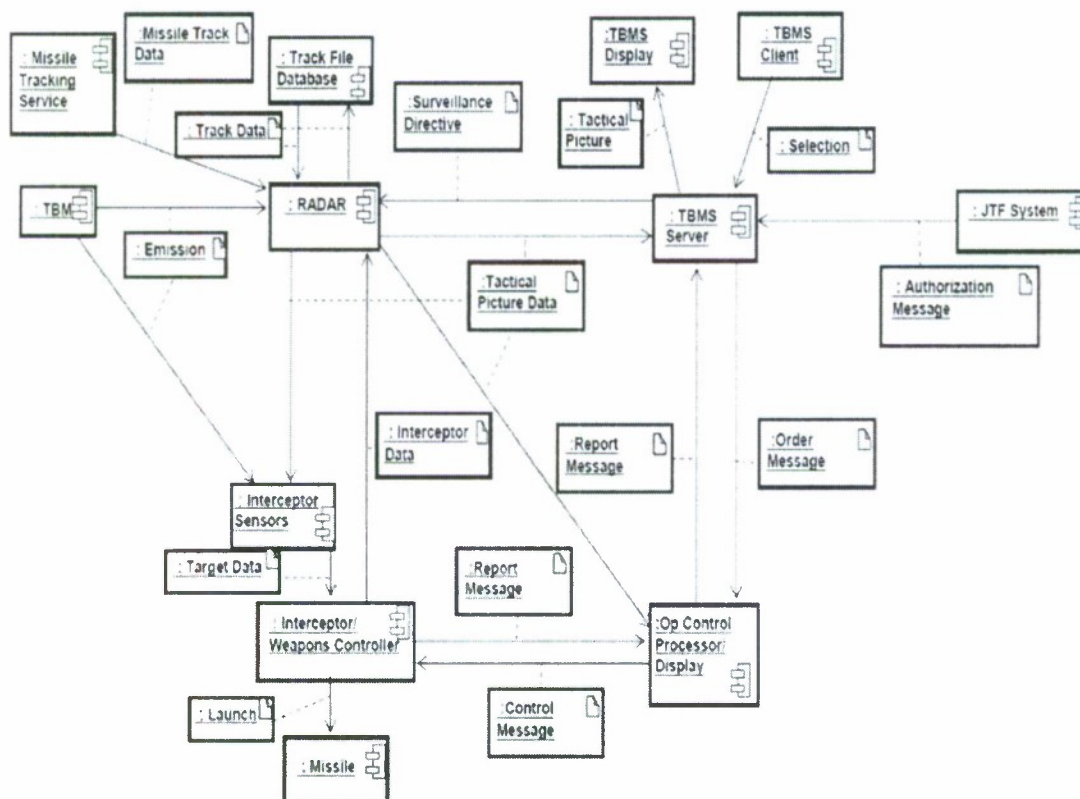 : Missile
Tracking
Service
:Missile Track
Data
: Track File
Database
: Track Data
:Surveillance
Directive
:TBMS
Display
: TBMS
Client
: Tactical
Picture
: Selection
: TBM
: RADAR
: TBMS
Server
: JTF System
: Emission
:Tactical
Picture Data
: Authorization
Message
: Interceptor
Data
:Report
Message
:Order
Message
: Interceptor
Sensors
: Target Data
:Report
Message
: Interceptor/
Weapons Controller
:Op Control
Processor/
Display
: Launch
:Control
Message
: Missile